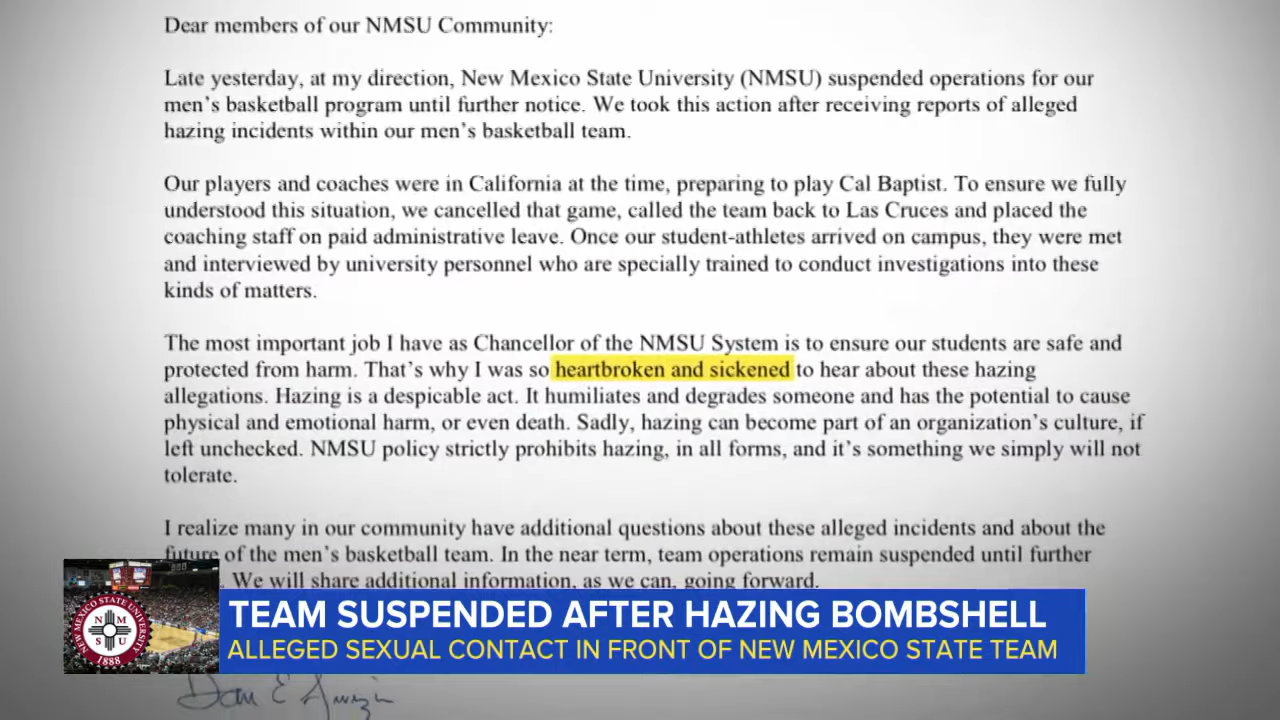 Dear members of our NMSU Community:
Late yesterday, at my direction, New Mexico State University (NMSU) suspended operations for our
men's basketball program until further notice. We took this action after receiving reports of alleged
hazing incidents within our men's basketball team.
Our players and coaches were in California at the time, preparing to play Cal Baptist. To ensure we fully
understood this situation, we cancelled that game, called the team back to Las Cruces and placed the
coaching staff on paid administrative leave. Once our student-athletes arrived on campus, they were met
and interviewed by university personnel who are specially trained to conduct investigations into these
kinds of matters.
The most important job I have as Chancellor of the NMSU System is to ensure our students are safe and
protected from harm. That's why I was so heartbroken and sickened to hear about these hazing
allegations. Hazing is a despicable act. It humiliates and degrades someone and has the potential to cause
physical and emotional harm, or even death. Sadly, hazing can become part of an organization's culture, if
left unchecked. NMSU policy strictly prohibits hazing, in all forms, and it's something we simply will not
tolerate.
I realize many in our community have additional questions about these alleged incidents and about the
future of the men's basketball team. In the near term, team operations remain suspended until further
We will share additional information, as we can, going forward.
NEW MEXICO STATE UNIVERSITY
N M
S U
1888
TEAM SUSPENDED AFTER HAZING BOMBSHELL
ALLEGED SEXUAL CONTACT IN FRONT OF NEW MEXICO STATE TEAM